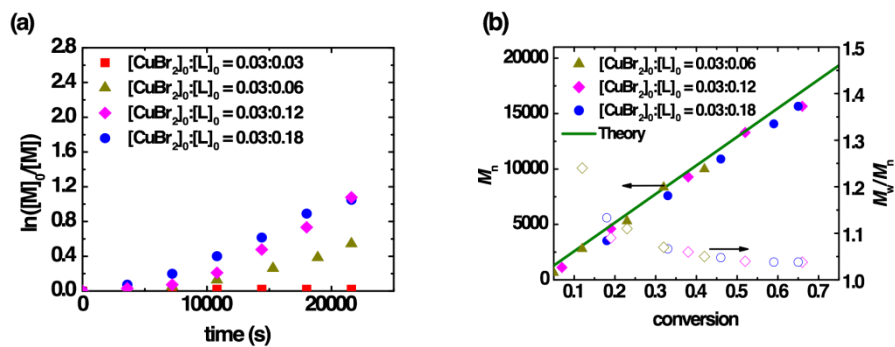 (a)
2.8
2.4
2.0
1.6
1.2
0.8
0.4
0.0
ln([M]₀/[M])
[CuBr₂]₀:[L]₀ = 0.03:0.03
[CuBr₂]₀:[L]₀ = 0.03:0.06
[CuBr₂]₀:[L]₀ = 0.03:0.12
[CuBr₂]₀:[L]₀ = 0.03:0.18
0
10000
20000
time (s)
(b)
20000
15000
10000
5000
0
Mₙ
[CuBr₂]₀:[L]₀ = 0.03:0.06
[CuBr₂]₀:[L]₀ = 0.03:0.12
[CuBr₂]₀:[L]₀ = 0.03:0.18
Theory
1.5
1.4
1.3
1.2
1.1
1.0
M_w/Mₙ
0.1 0.2 0.3 0.4 0.5 0.6 0.7
conversion